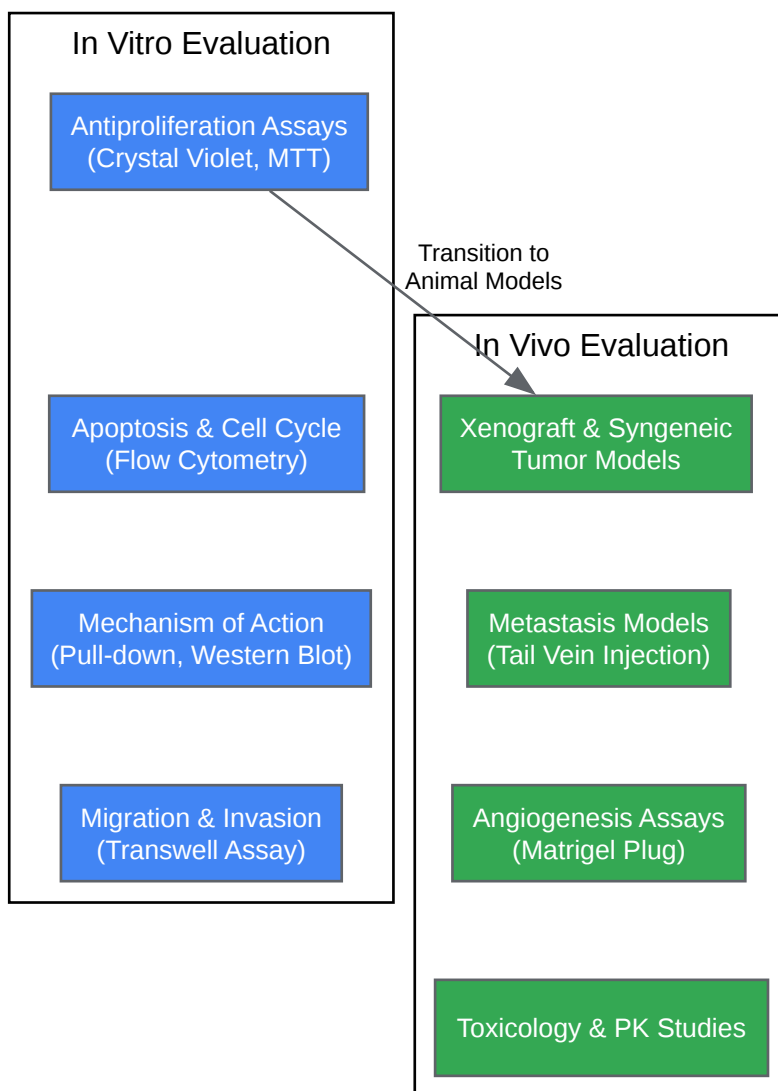 In Vitro Evaluation
Antiproliferation Assays
(Crystal Violet, MTT)
Apoptosis & Cell Cycle
(Flow Cytometry)
Mechanism of Action
(Pull-down, Western Blot)
Migration & Invasion
(Transwell Assay)
Transition to
Animal Models
In Vivo Evaluation
Xenograft & Syngeneic
Tumor Models
Metastasis Models
(Tail Vein Injection)
Angiogenesis Assays
(Matrigel Plug)
Toxicology & PK Studies